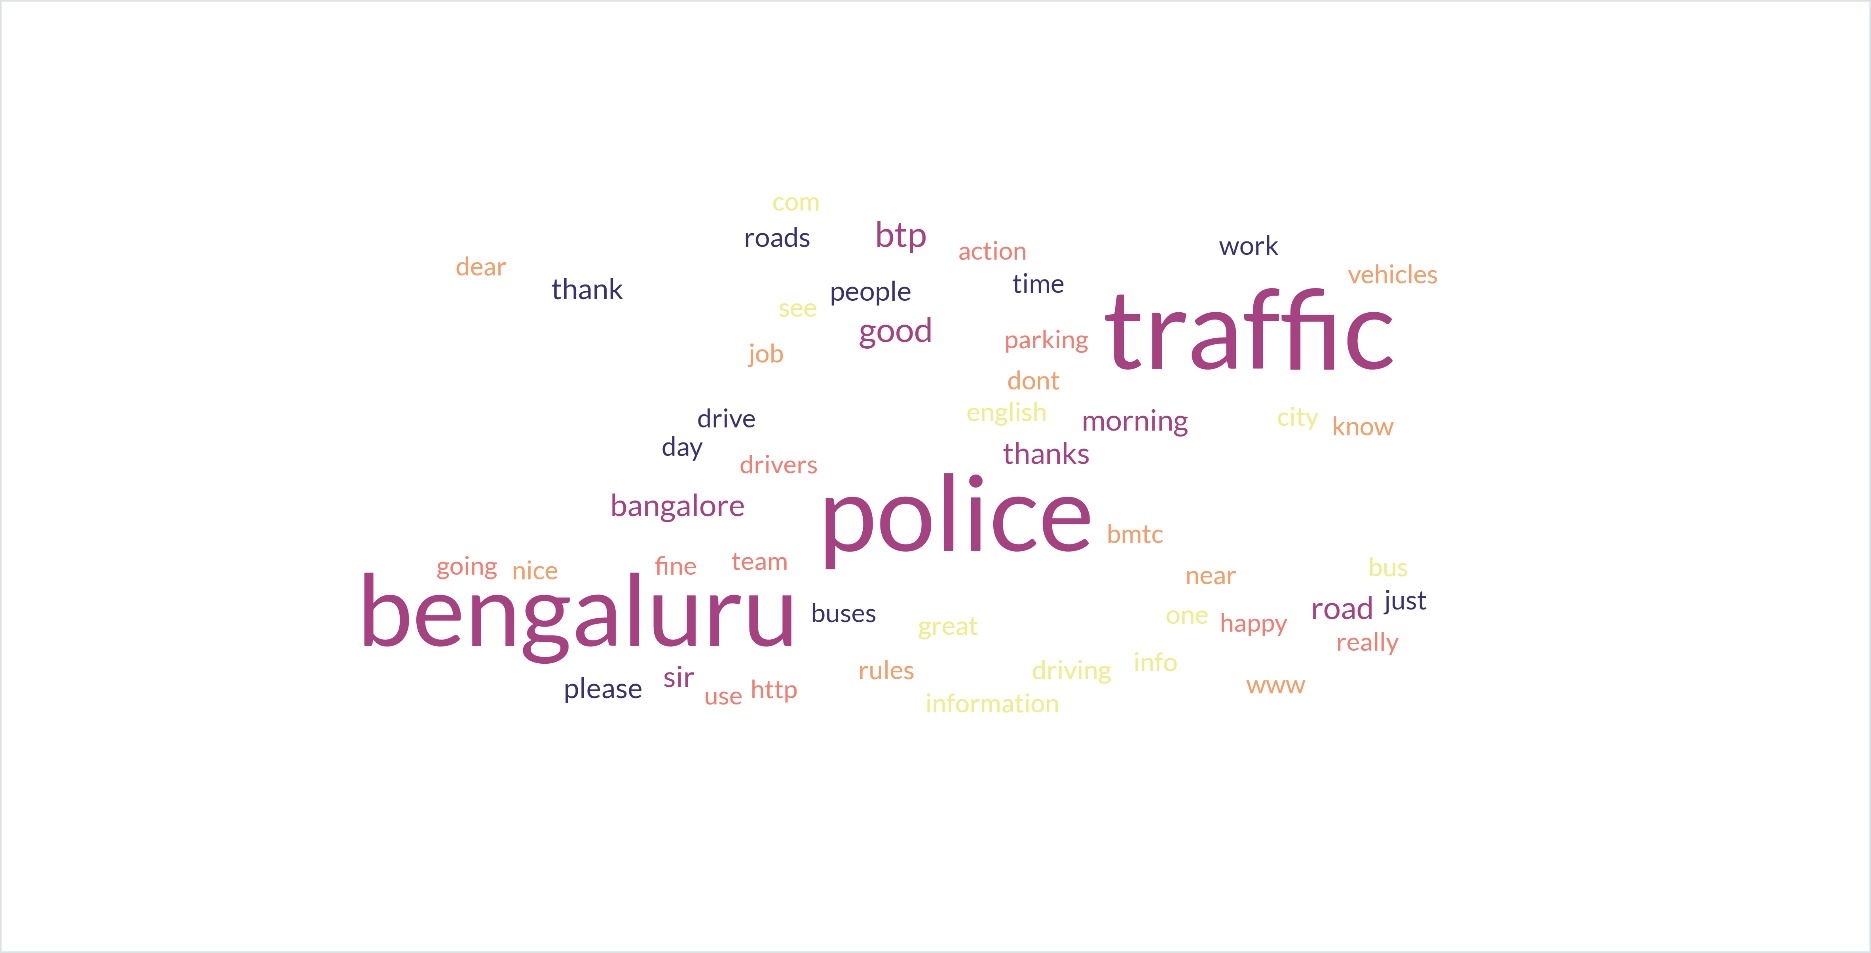 com
roads
btp
action
work
dear
thank
people
time
vehicles
see
good
traffic
job
parking
dont
drive
english
morning
city
know
day
drivers
thanks
bangalore
police
bmtc
going
nice
fine
team
near
bus
bengaluru
buses
great
one
happy
road
just
really
please
sir
use
http
rules
driving
info
www
information